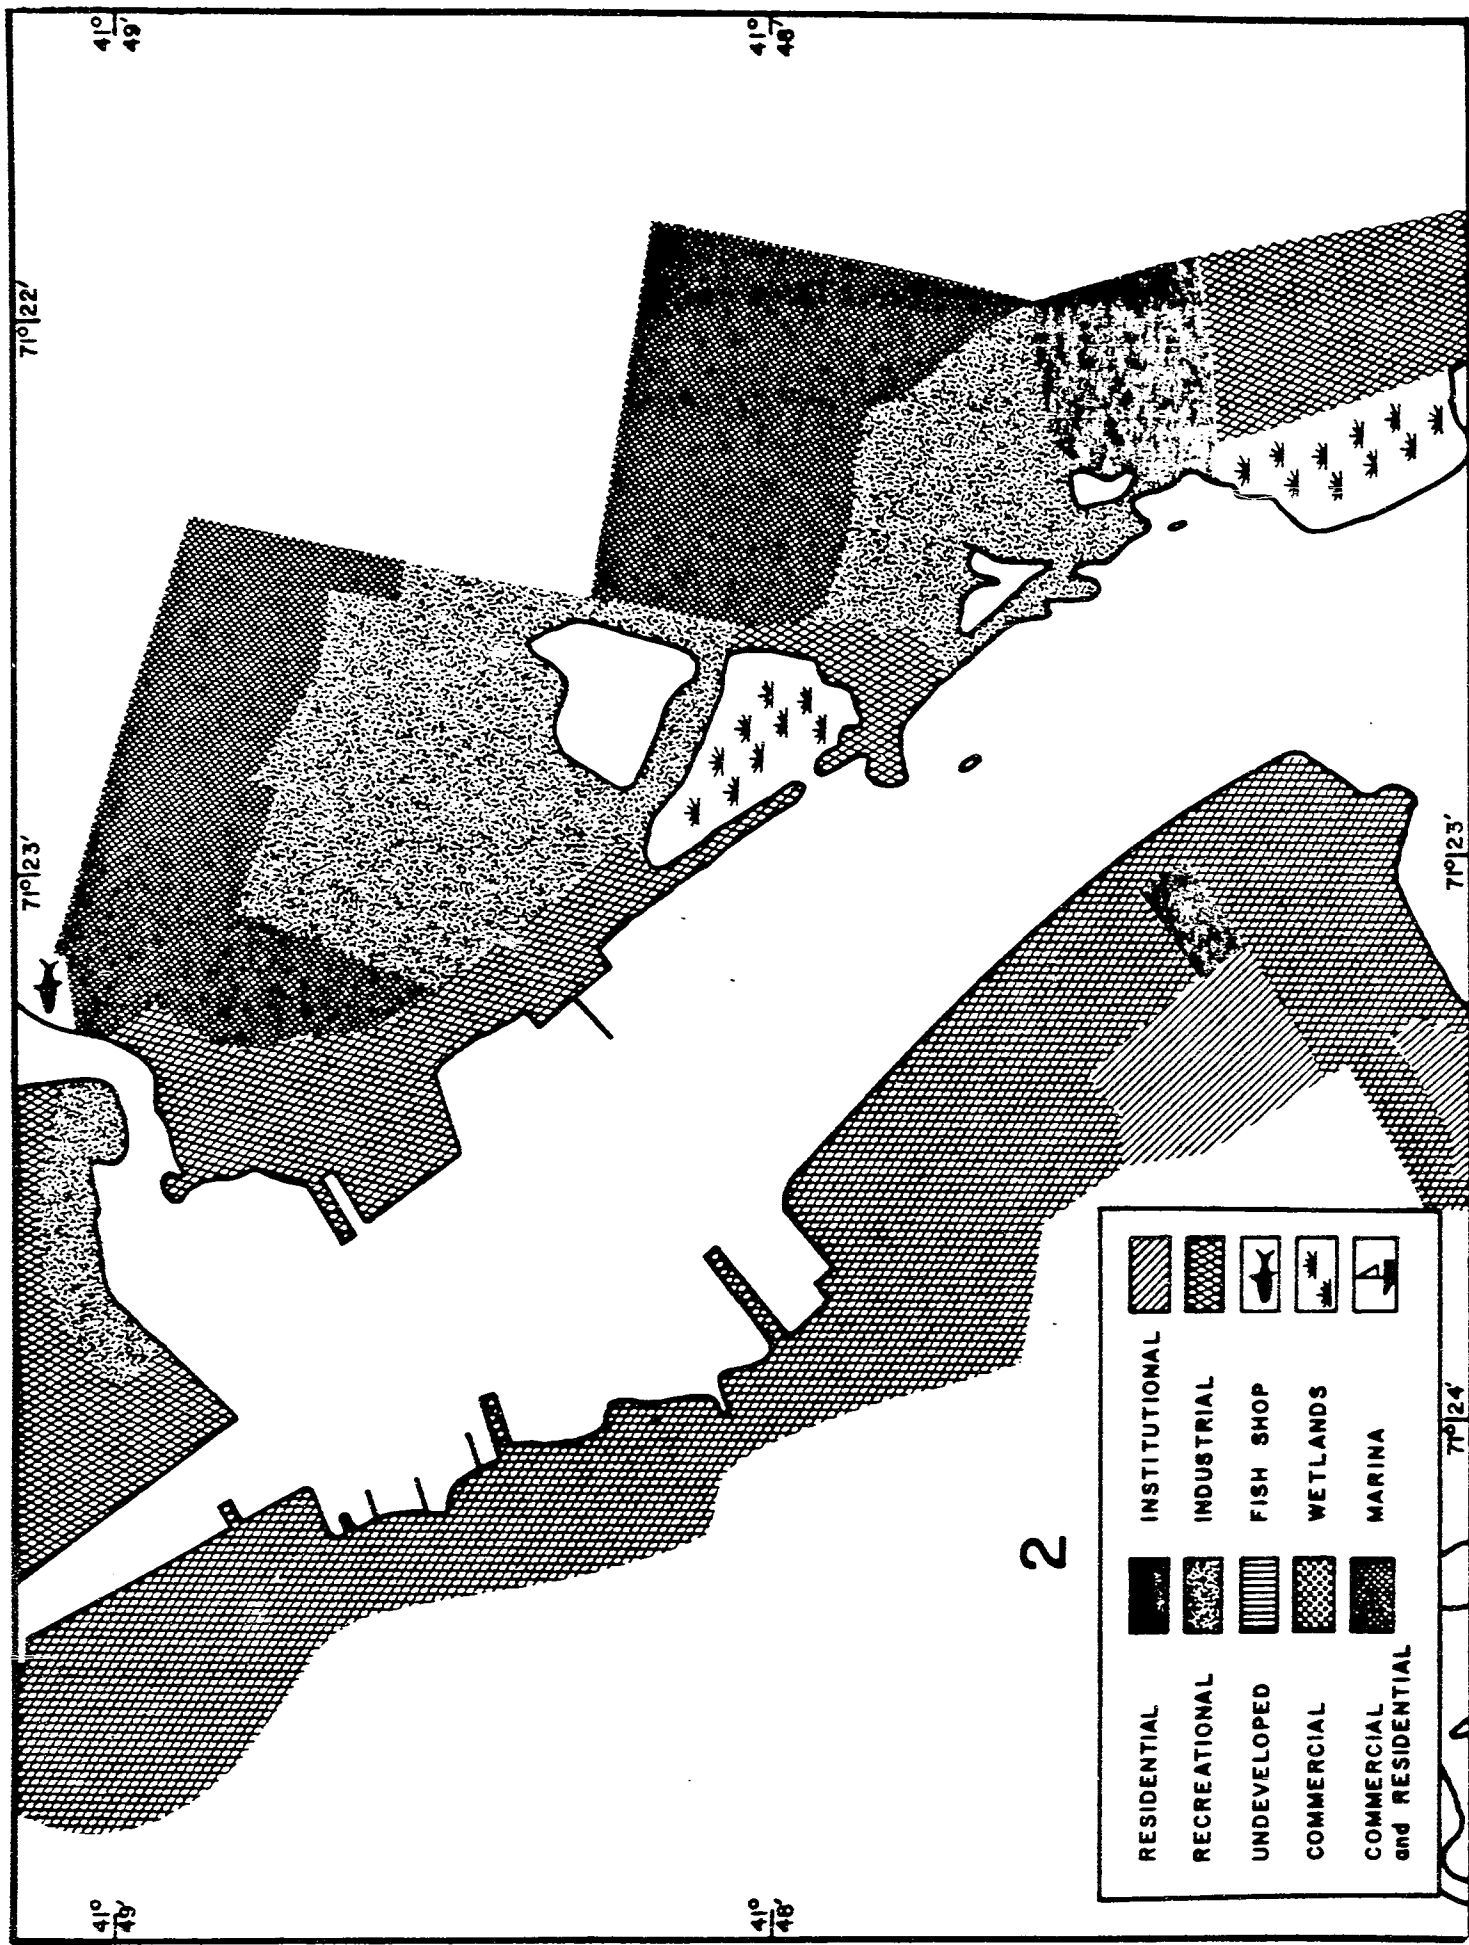 41° 49'
41° 48'
71° 22'
71° 23'
71° 23'
71° 24'
41° 49'
41° 48'
2
RESIDENTIAL
RECREATIONAL
UNDEVELOPED
COMMERCIAL
COMMERCIAL
and RESIDENTIAL
INSTITUTIONAL
INDUSTRIAL
FISH SHOP
WETLANDS
MARINA